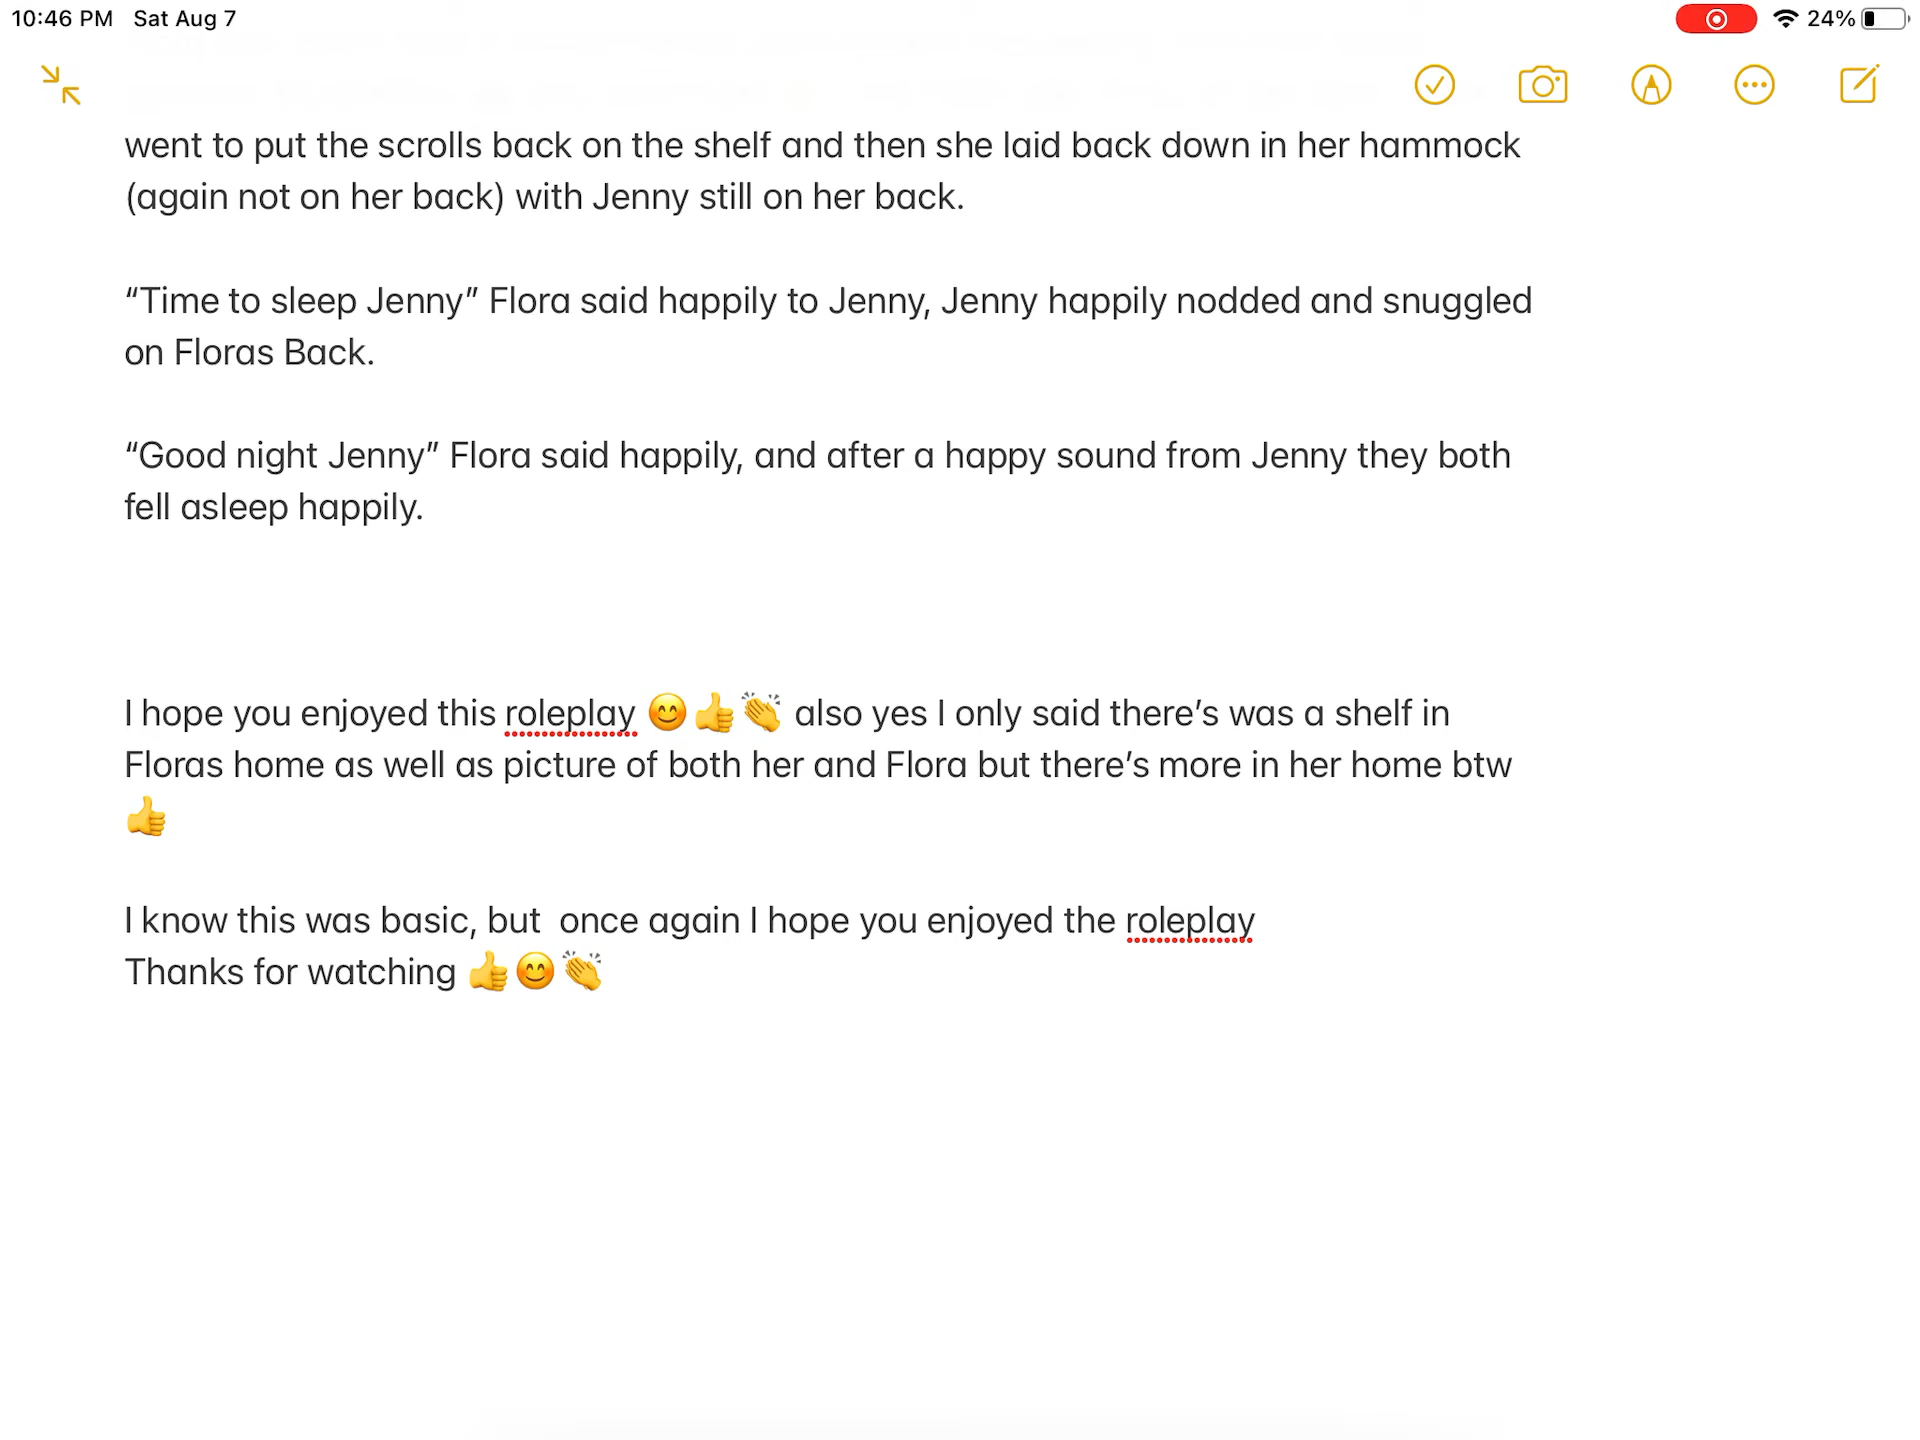 10:46 PM Sat Aug 7
24%
went to put the scrolls back on the shelf and then she laid back down in her hammock
(again not on her back) with Jenny still on her back.
“Time to sleep Jenny” Flora said happily to Jenny, Jenny happily nodded and snuggled
on Floras Back.
“Good night Jenny” Flora said happily, and after a happy sound from Jenny they both
fell asleep happily.
I hope you enjoyed this roleplay 😊👍👏 also yes I only said there’s was a shelf in
Floras home as well as picture of both her and Flora but there’s more in her home btw
👍
I know this was basic, but  once again I hope you enjoyed the roleplay
Thanks for watching 👍😊👏